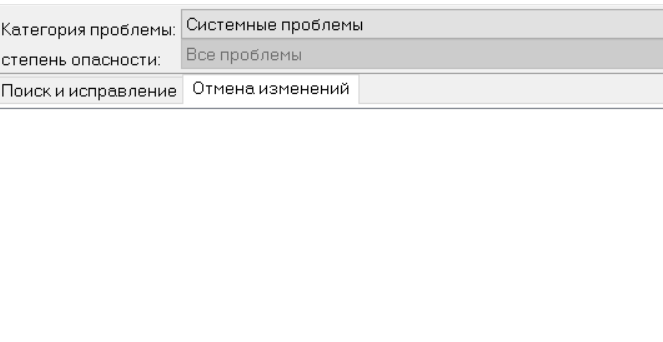 Категория проблемы: Системные проблемы
степень опасности: Все проблемы
Поиск и исправление Отмена изменений